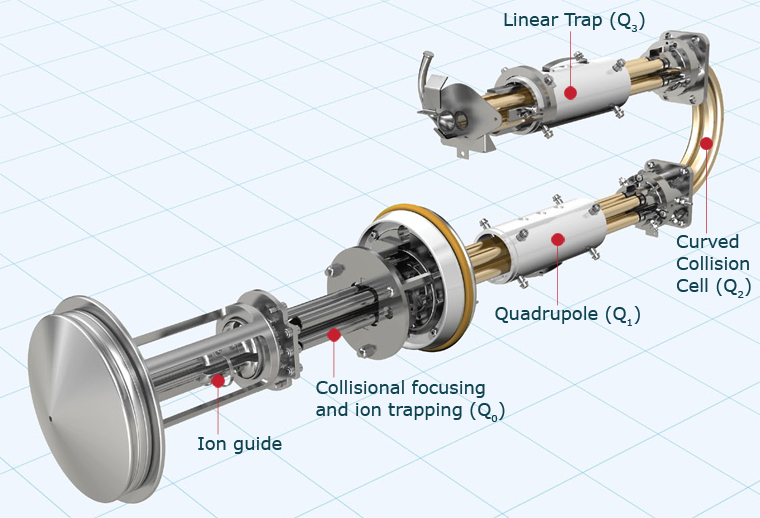 Linear Trap (Q3)
Curved
Collision
Cell (Q2)
Quadrupole (Q1)
Collisional focusing
and ion trapping (Q0)
Ion guide